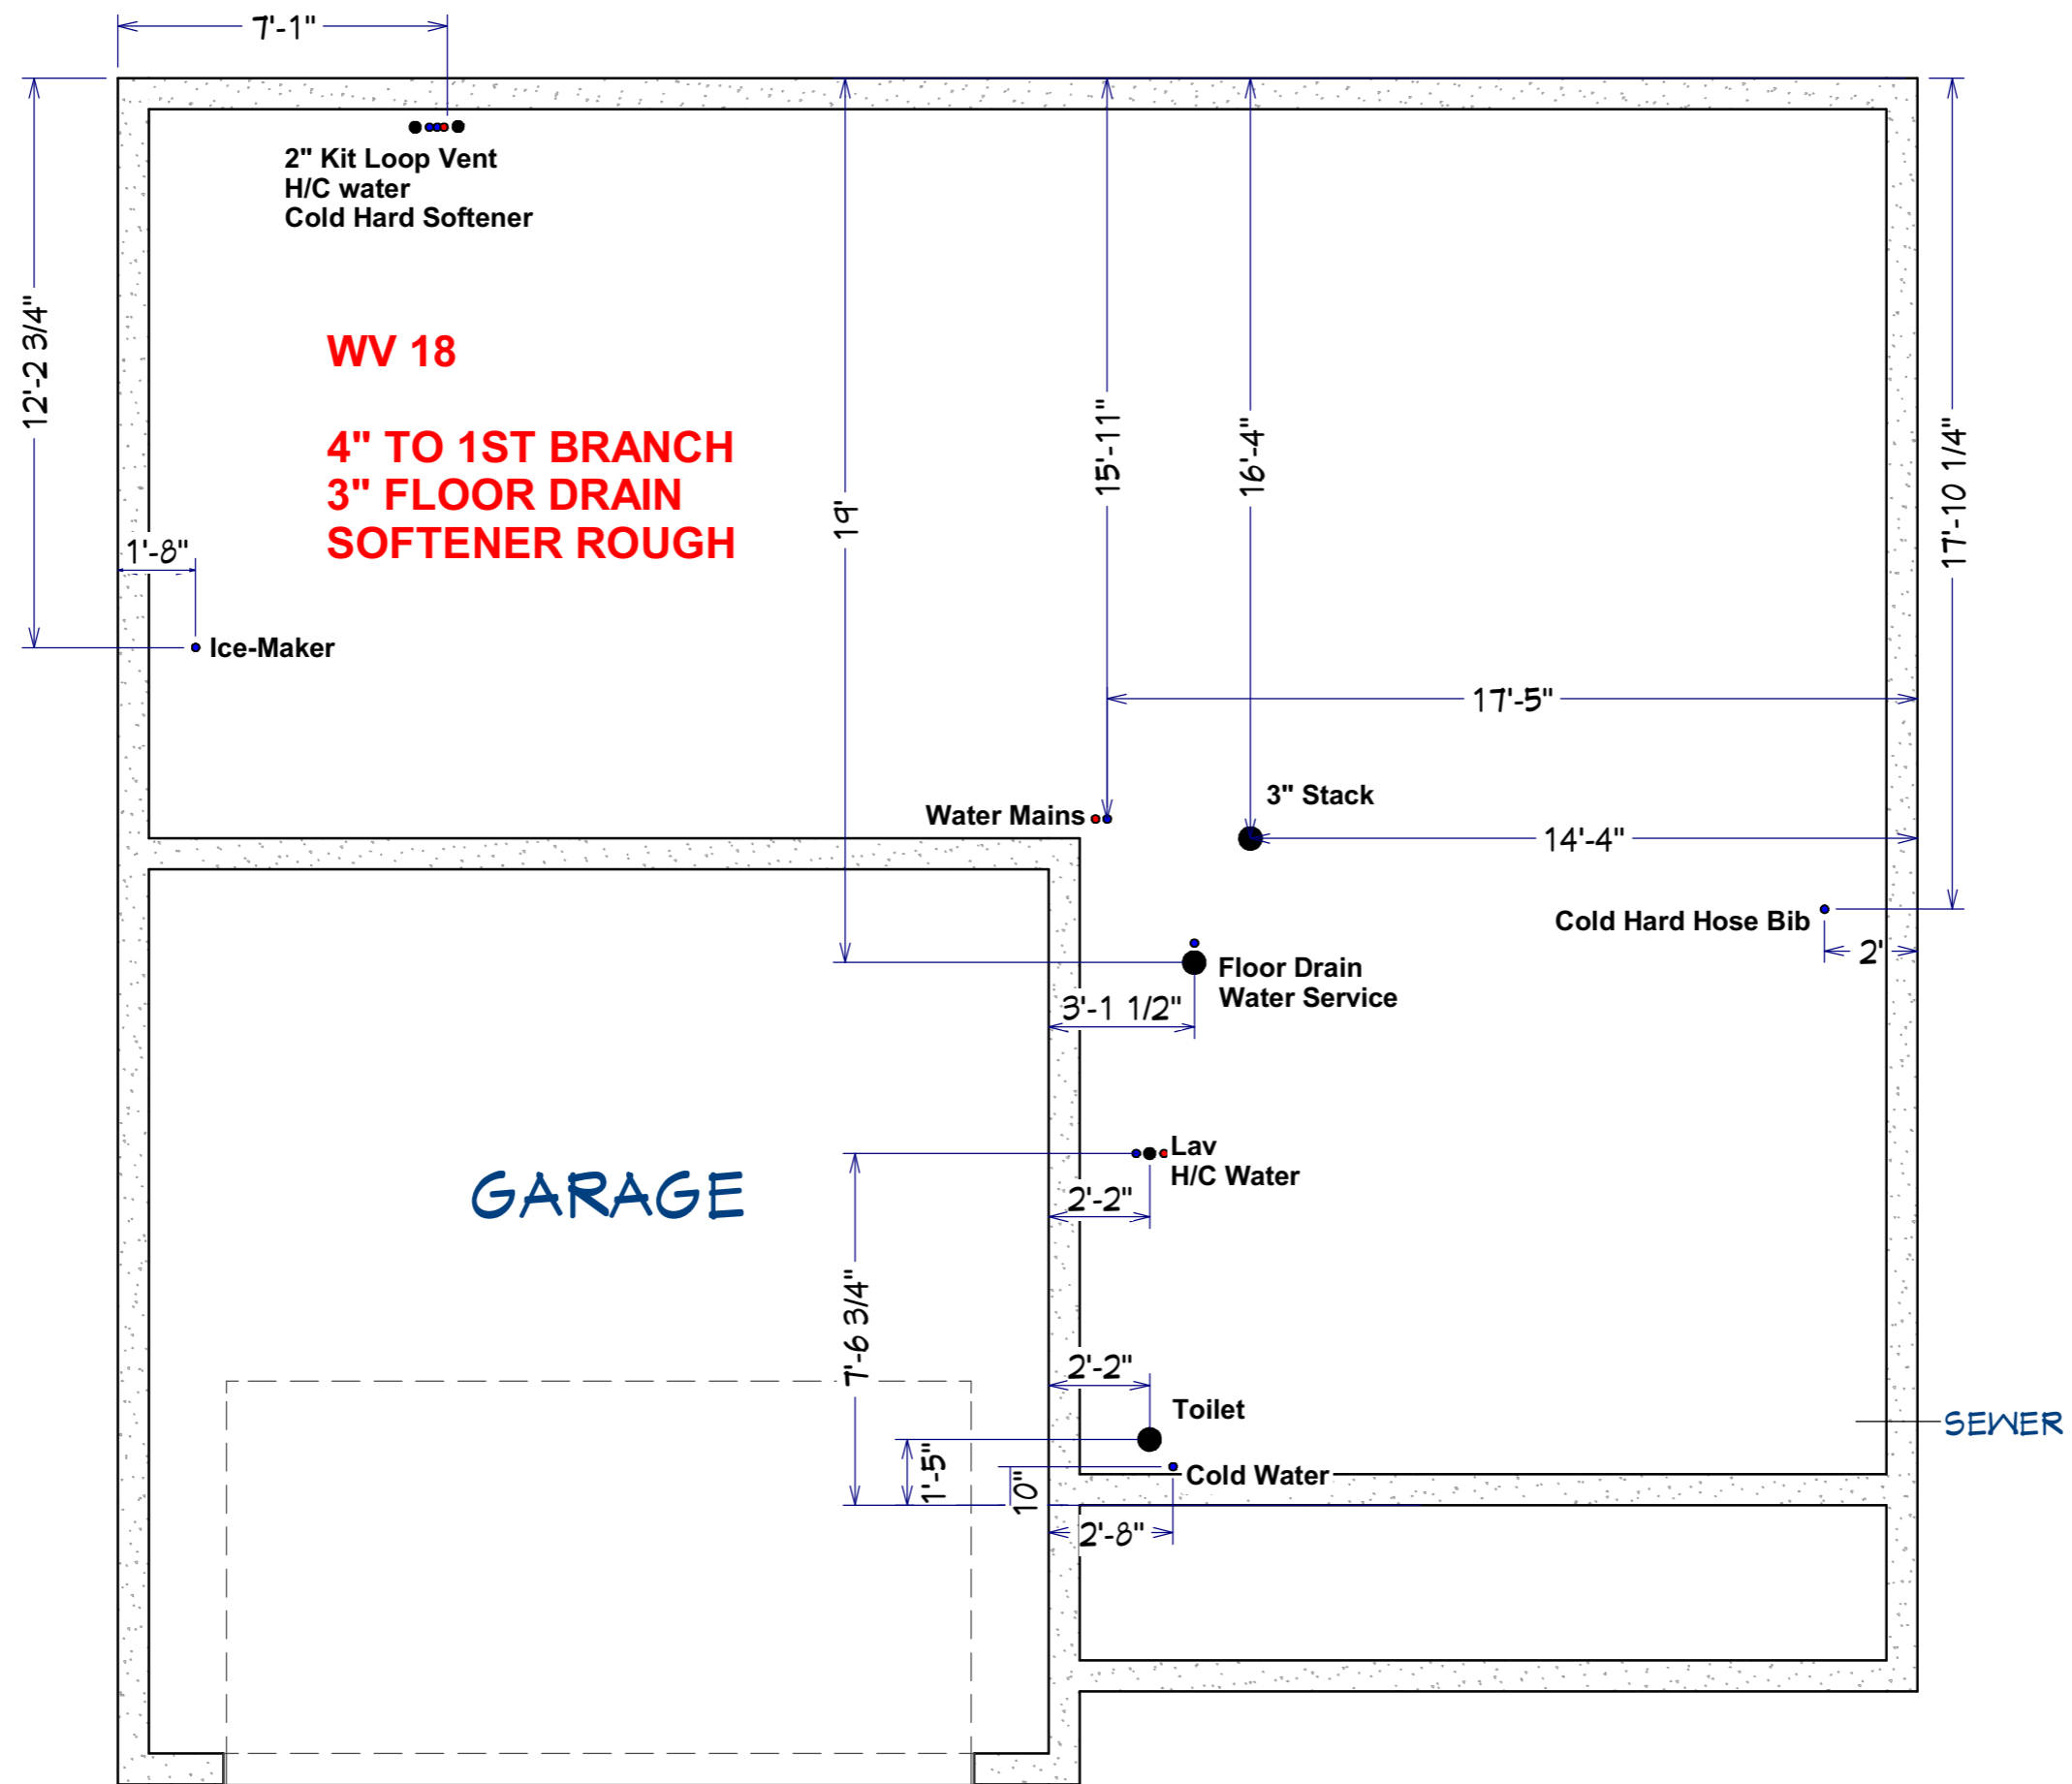 7'-1"
2" Kit Loop Vent
H/C water
Cold Hard Softener
12'-2 3/4"
WV 18
4" TO 1ST BRANCH
3" FLOOR DRAIN
SOFTENER ROUGH
19'
15'-11"
16'-4"
17'-10 1/4"
1'-8"
Ice-Maker
17'-5"
3" Stack
Water Mains
14'-4"
Cold Hard Hose Bib
2'
Floor Drain
Water Service
3'-1 1/2"
Lav
H/C Water
GARAGE
2'-2"
7'-6 3/4"
2'-2"
Toilet
SEWER
1'-5"
10"
Cold Water
2'-8"